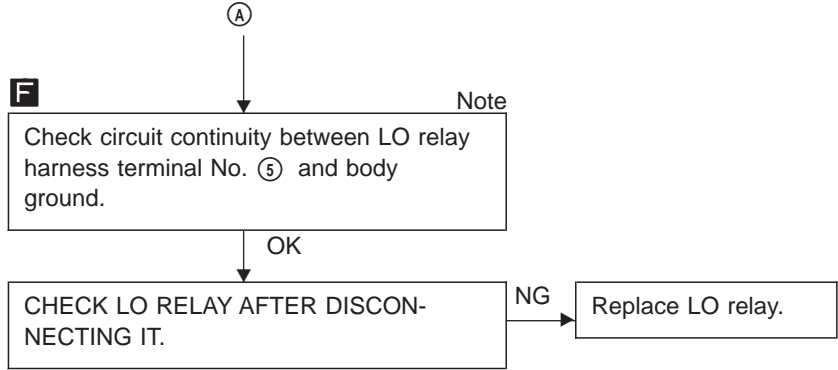 Ⓐ
F
Note
Check circuit continuity between LO relay
harness terminal No. ⑤ and body
ground.
OK
CHECK LO RELAY AFTER DISCON-
NECTING IT.
NG
Replace LO relay.